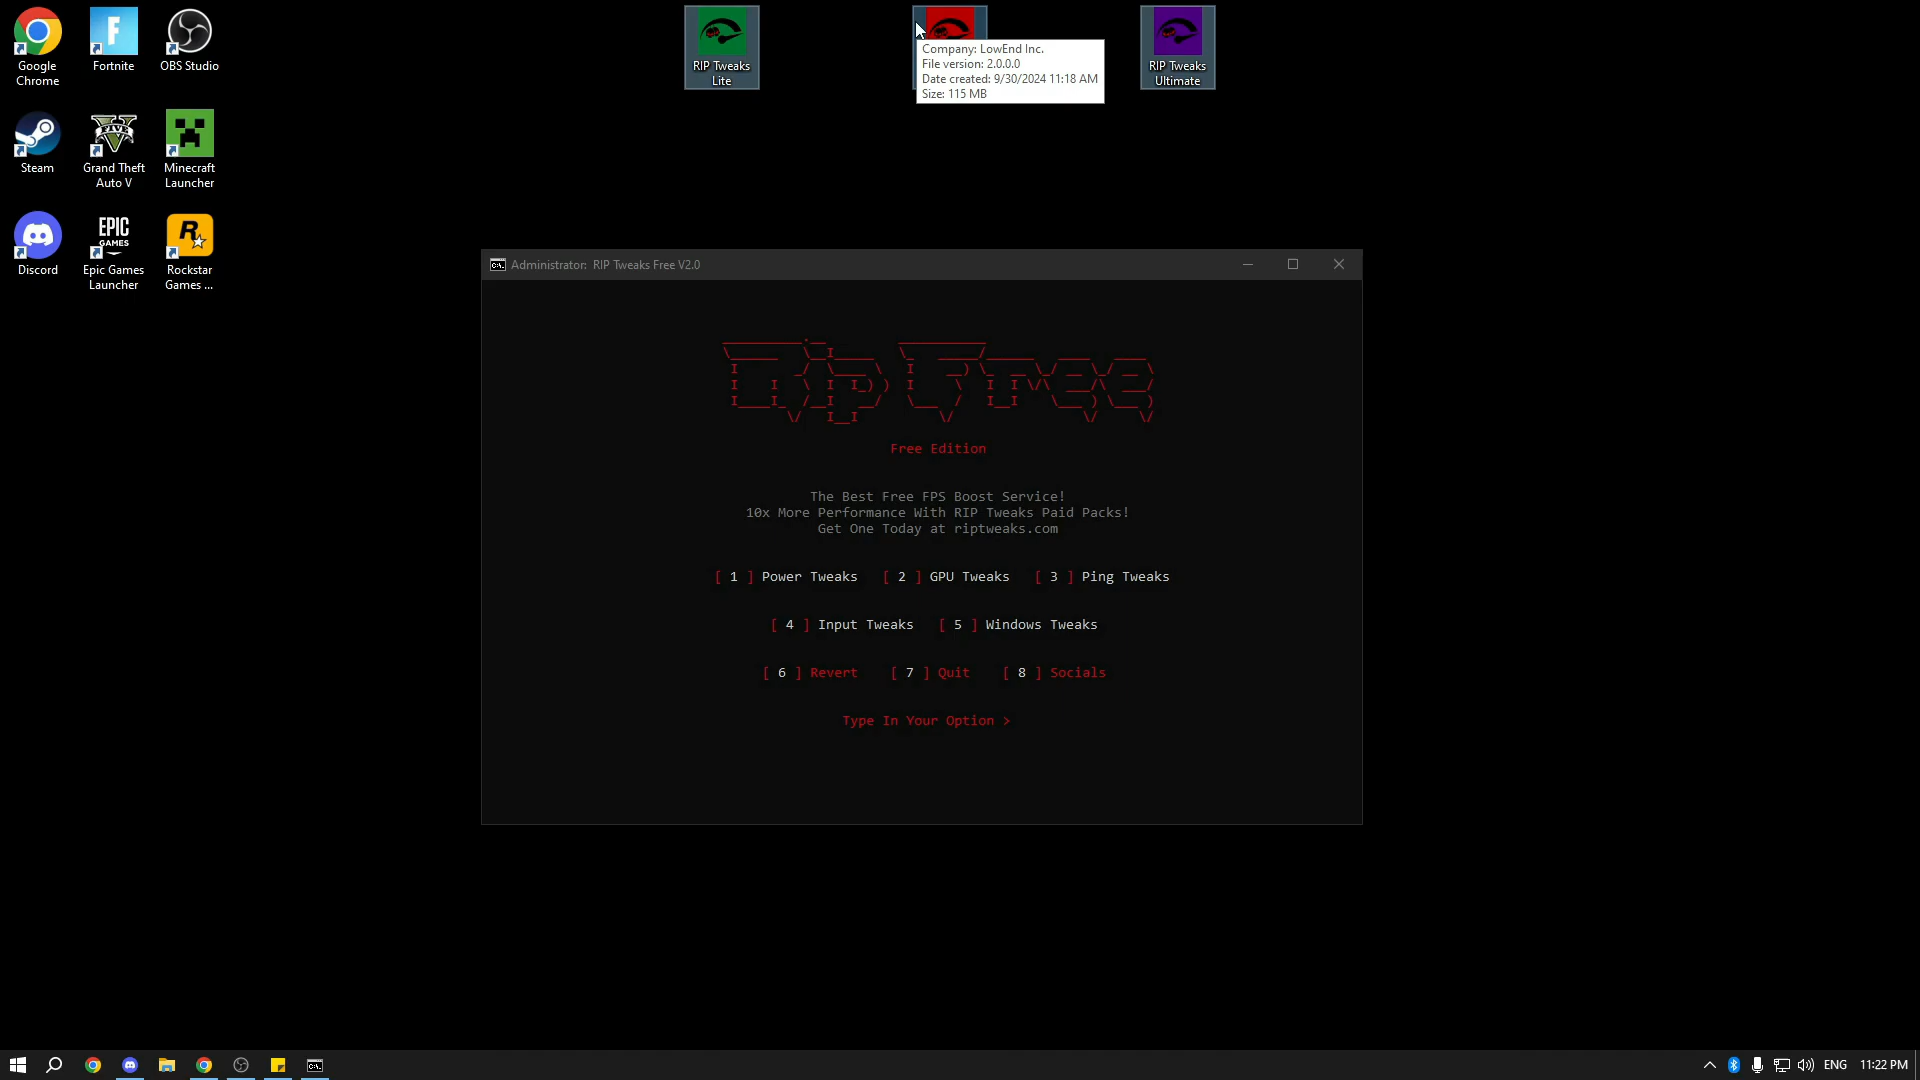 Google
Chrome
Fortnite
OBS Studio
RIP Tweaks
Lite
Company: LowEnd Inc.
File version: 2.0.0.0
Date created: 9/30/2024 11:18 AM
Size: 115 MB
RIP Tweaks
Ultimate
Steam
FIVE
V
Grand Theft
Auto V
Minecraft
Launcher
Discord
EPIC
GAMES
Epic Games
Launcher
R
Rockstar
Games ...
Administrator: RIP Tweaks Free V2.0
Rip Free
Free Edition
The Best Free FPS Boost Service!
10x More Performance With RIP Tweaks Paid Packs!
Get One Today at riptweaks.com
[ 1 ] Power Tweaks [ 2 ] GPU Tweaks [ 3 ] Ping Tweaks
[ 4 ] Input Tweaks [ 5 ] Windows Tweaks
[ 6 ] Revert [ 7 ] Quit [ 8 ] Socials
Type In Your Option >
ENG 11:22 PM